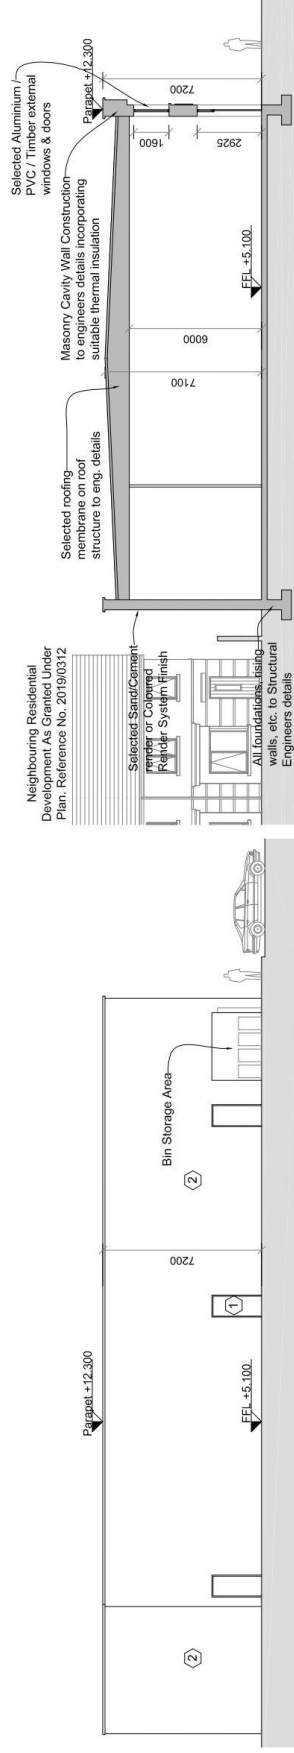 Neighbouring Residential
Development As Granted Under
Plan. Reference No. 2019/0312
Selected Sand/Cement
render or Coloured
Render System Finish
All foundations, rising
walls, etc. to Structural
Engineers details
Selected roofing
membrane on roof
structure to eng. details
Masonry Cavity Wall Construction
to engineers details incorporating
suitable thermal insulation
Selected Aluminium /
PVC / Timber external
windows & doors
Parapet +12.300
7200
1600
2925
6000
7100
FFL +5.100
Parapet +12.300
7200
FFL +5.100
Bin Storage Area
2
1
2